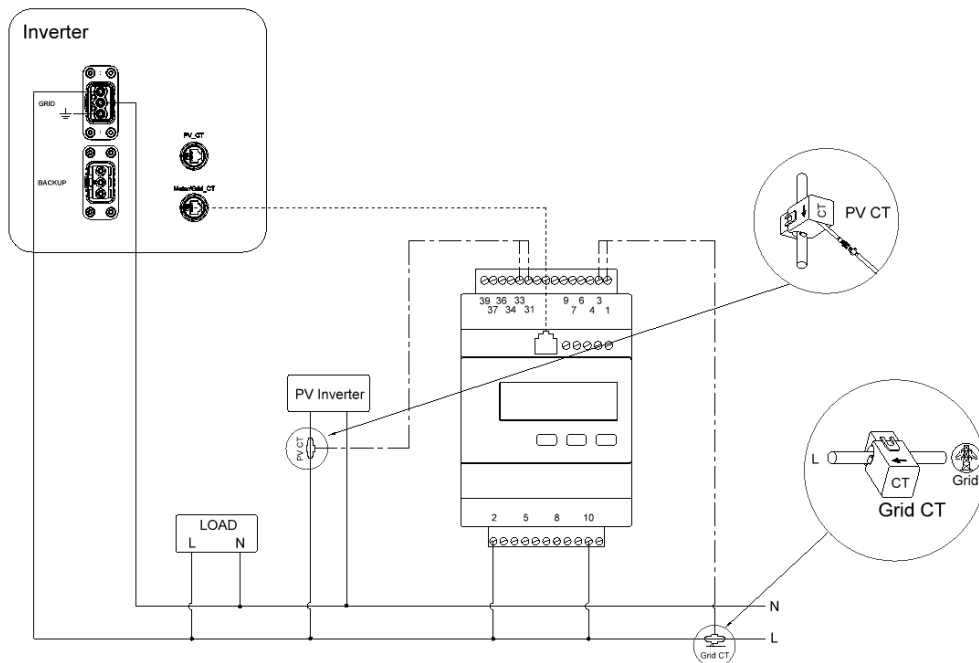 Inverter
GRID
PV_CT
BACKUP
Meter/Grid_CT
CT
PV CT
39 36 33 9 6 3
37 34 31 7 4 1
PV Inverter
PV CT
L
CT
Grid
Grid CT
2 5 8 10
LOAD
L N
N
L
Grid CT